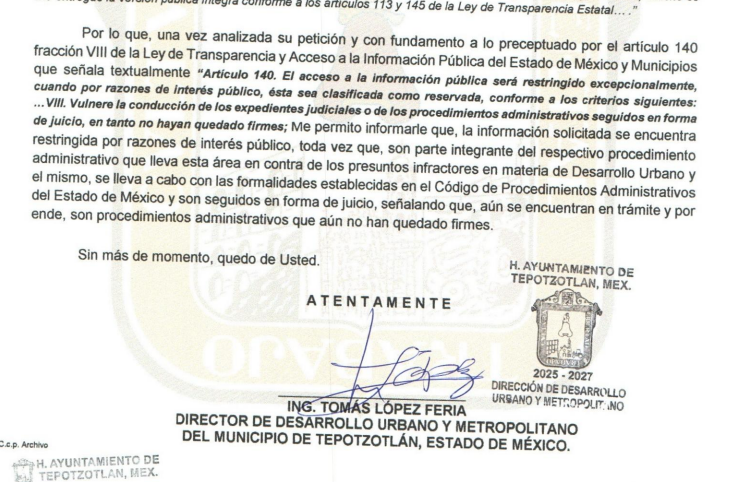 versión pública íntegra conforme a los artículos 113 y 145 de la Ley de Transparencia Estatal.... ."
Por lo que, una vez analizada su petición y con fundamento a lo preceptuado por el artículo 140
fracción VIII de la Ley de Transparencia y Acceso a la Información Pública del Estado de México y Municipios
que señala textualmente "Artículo 140. El acceso a la información pública será restringido excepcionalmente,
cuando por razones de interés público, ésta sea clasificada como reservada, conforme a los criterios siguientes:
...VIII. Vulnere la conducción de los expedientes judiciales o de los procedimientos administrativos seguidos en forma
de juicio, en tanto no hayan quedado firmes; Me permito informarle que, la información solicitada se encuentra
restringida por razones de interés público, toda vez que, son parte integrante del respectivo procedimiento
administrativo que lleva esta área en contra de los presuntos infractores en materia de Desarrollo Urbano y
el mismo, se lleva a cabo con las formalidades establecidas en el Código de Procedimientos Administrativos
del Estado de México y son seguidos en forma de juicio, señalando que, aún se encuentran en trámite y por
ende, son procedimientos administrativos que aún no han quedado firmes.
Sin más de momento, quedo de Usted.
ATENTAMENTE
López
ING. TOMÁS LÓPEZ FERIA
DIRECTOR DE DESARROLLO URBANO Y METROPOLITANO
DEL MUNICIPIO DE TEPOTZOTLÁN, ESTADO DE MÉXICO.
H. AYUNTAMIENTO DE
TEPOTZOTLAN, MEX.
2025 - 2027
DIRECCIÓN DE DESARROLLO
URBANO Y METROPOLITANO
C.c.p. Archivo
H. AYUNTAMIENTO DE
TEPOTZOTLAN, MEX.